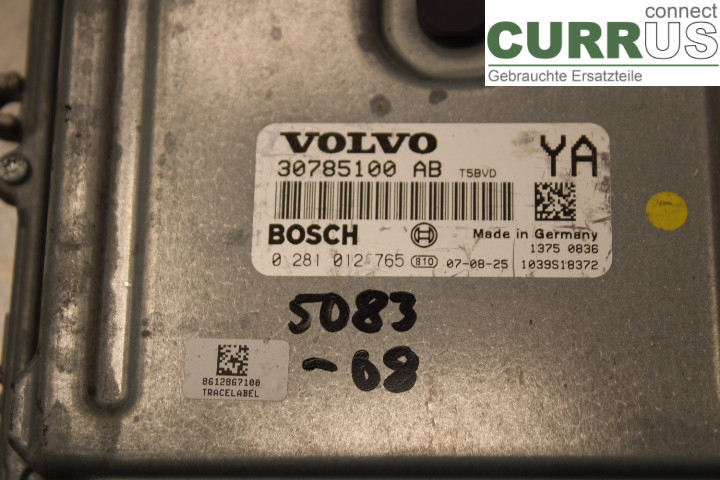 connect
CURRUS
Gebrauchte Ersatzteile
VOLVO
YA
30785100 AB T5BVD
BOSCH
Made in Germany
1375 0836
0 281 012 765 810 07-08-25 1039S18372
5083
-08
8612867100
TRACELABEL